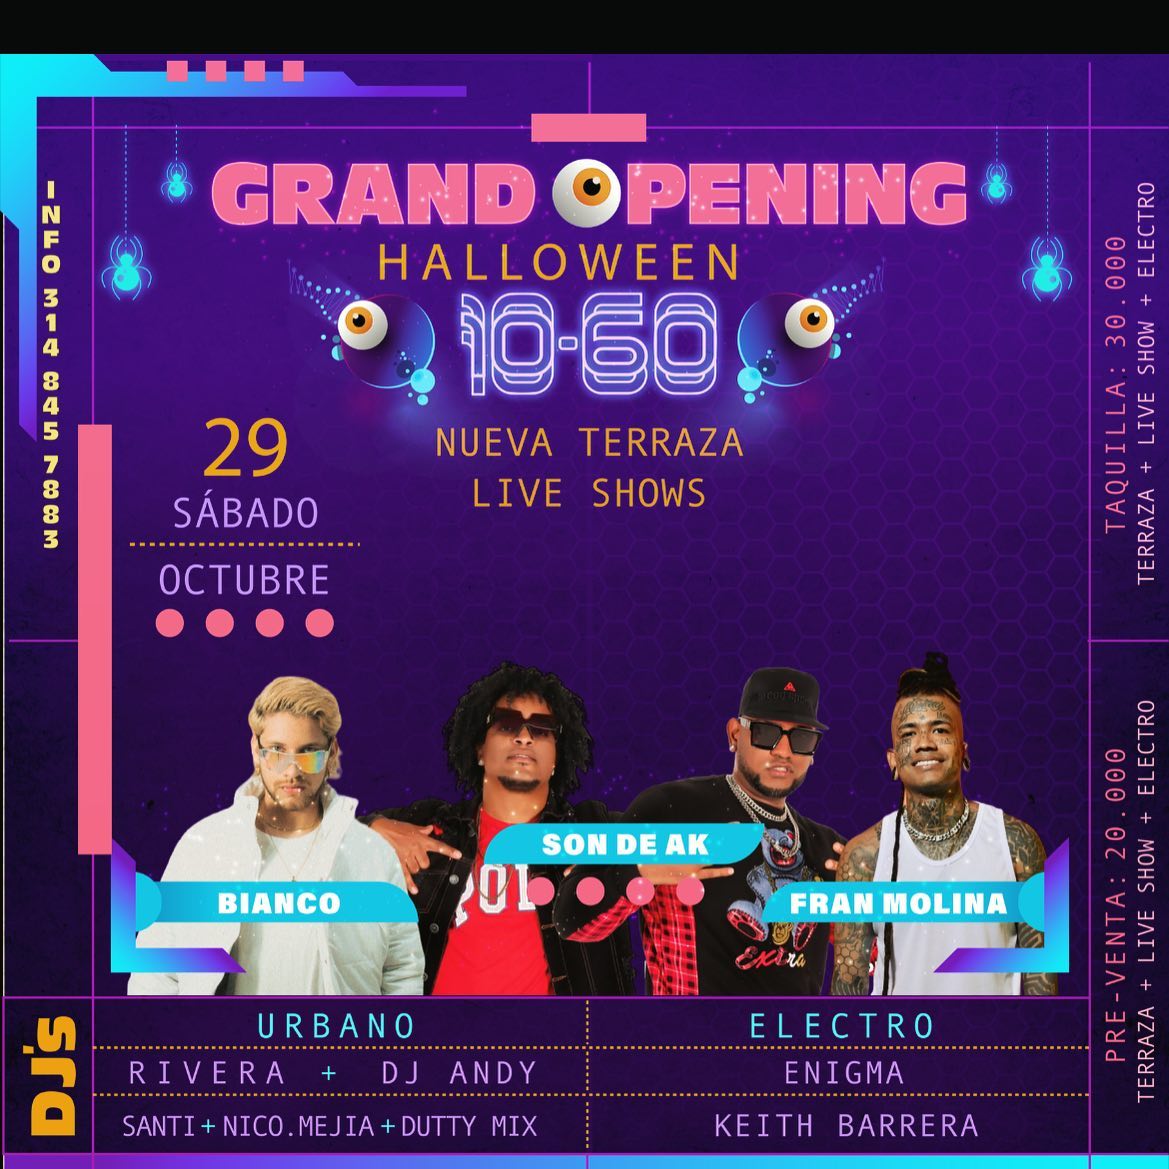 GRAND OPENING
HALLOWEEN
10-60
NUEVA TERRAZA
LIVE SHOWS
29
SÁBADO
OCTUBRE
INFO 314 845 7883
TAQUILLA: 30.000
TERRAZA + LIVE SHOW + ELECTRO
PRE-VENTA: 20.000
TERRAZA + LIVE SHOW + ELECTRO
SON DE AK
BIANCO
FRAN MOLINA
DJ's
URBANO
RIVERA + DJ ANDY
SANTI + NICO.MEJIA + DUTTY MIX
ELECTRO
ENIGMA
KEITH BARRERA